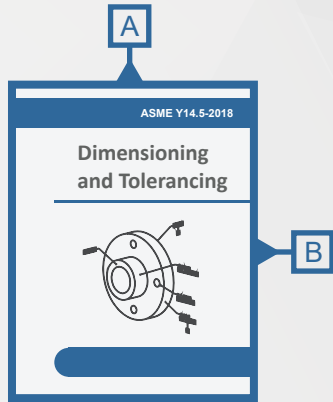 A
ASME Y14.5-2018
Dimensioning
and Tolerancing
B